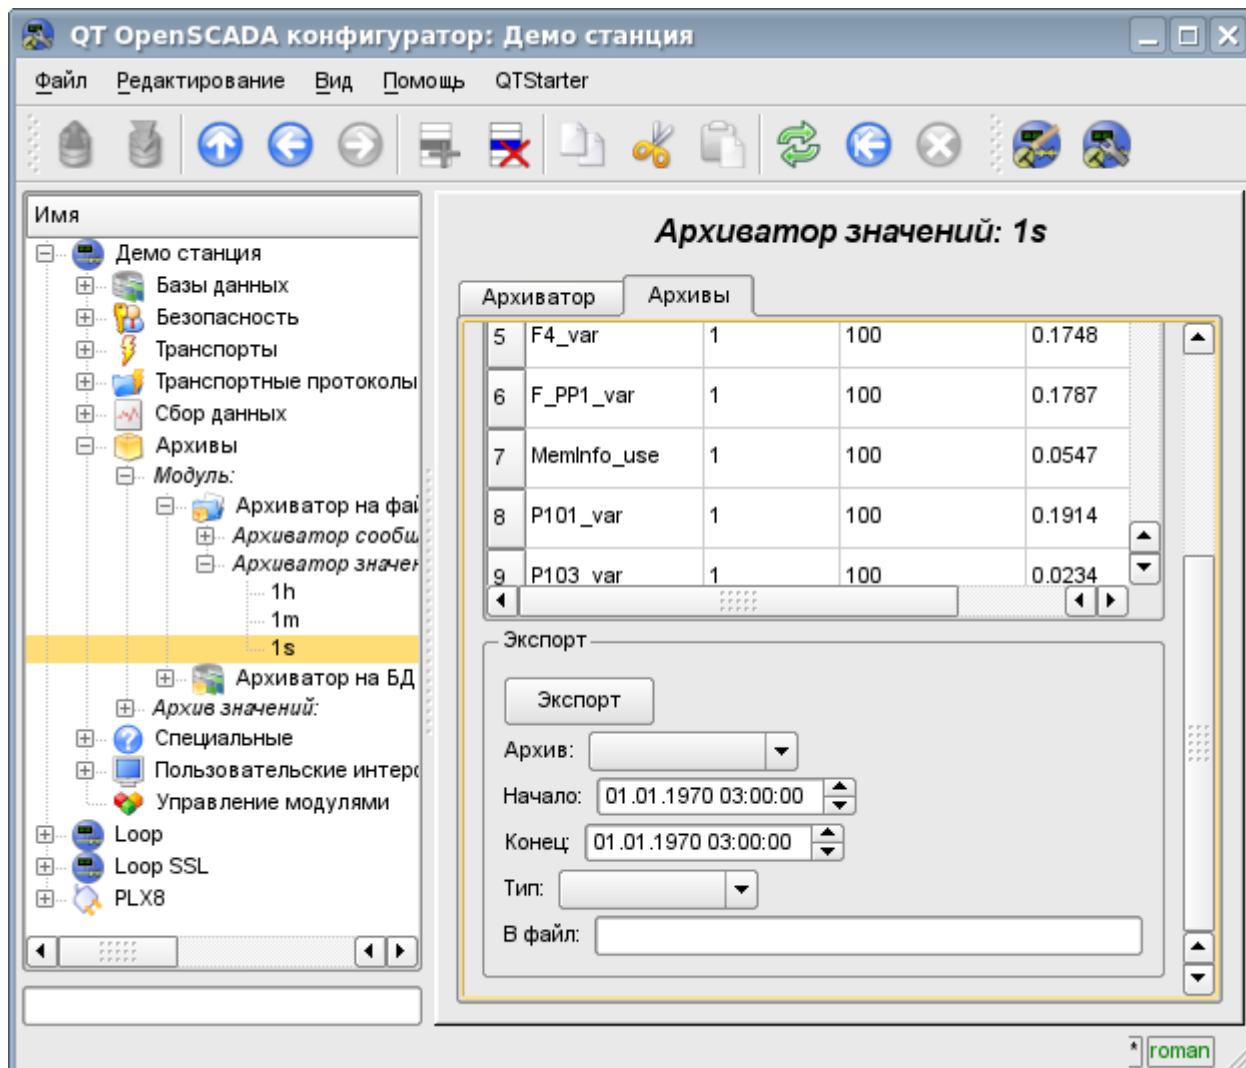 QT OpenSCADA конфигуратор: Демо станция
Файл Редактирование Вид Помощь QTStarter
Имя
Демо станция
Базы данных
Безопасность
Транспорты
Транспортные протоколы
Сбор данных
Архивы
Модуль:
Архиватор на фай
Архиватор сообщ
Архиватор значен
1h
1m
1s
Архиватор на БД
Архив значений:
Специальные
Пользовательские интерф
Управление модулями
Loop
Loop SSL
PLX8
Архиватор значений: 1s
Архиватор Архивы
5 F4_var 1 100 0.1748
6 F_PP1_var 1 100 0.1787
7 MemInfo_use 1 100 0.0547
8 P101_var 1 100 0.1914
9 P103_var 1 100 0.0234
Экспорт
Экспорт
Архив:
Начало: 01.01.1970 03:00:00
Конец: 01.01.1970 03:00:00
Тип:
В файл:
* roman